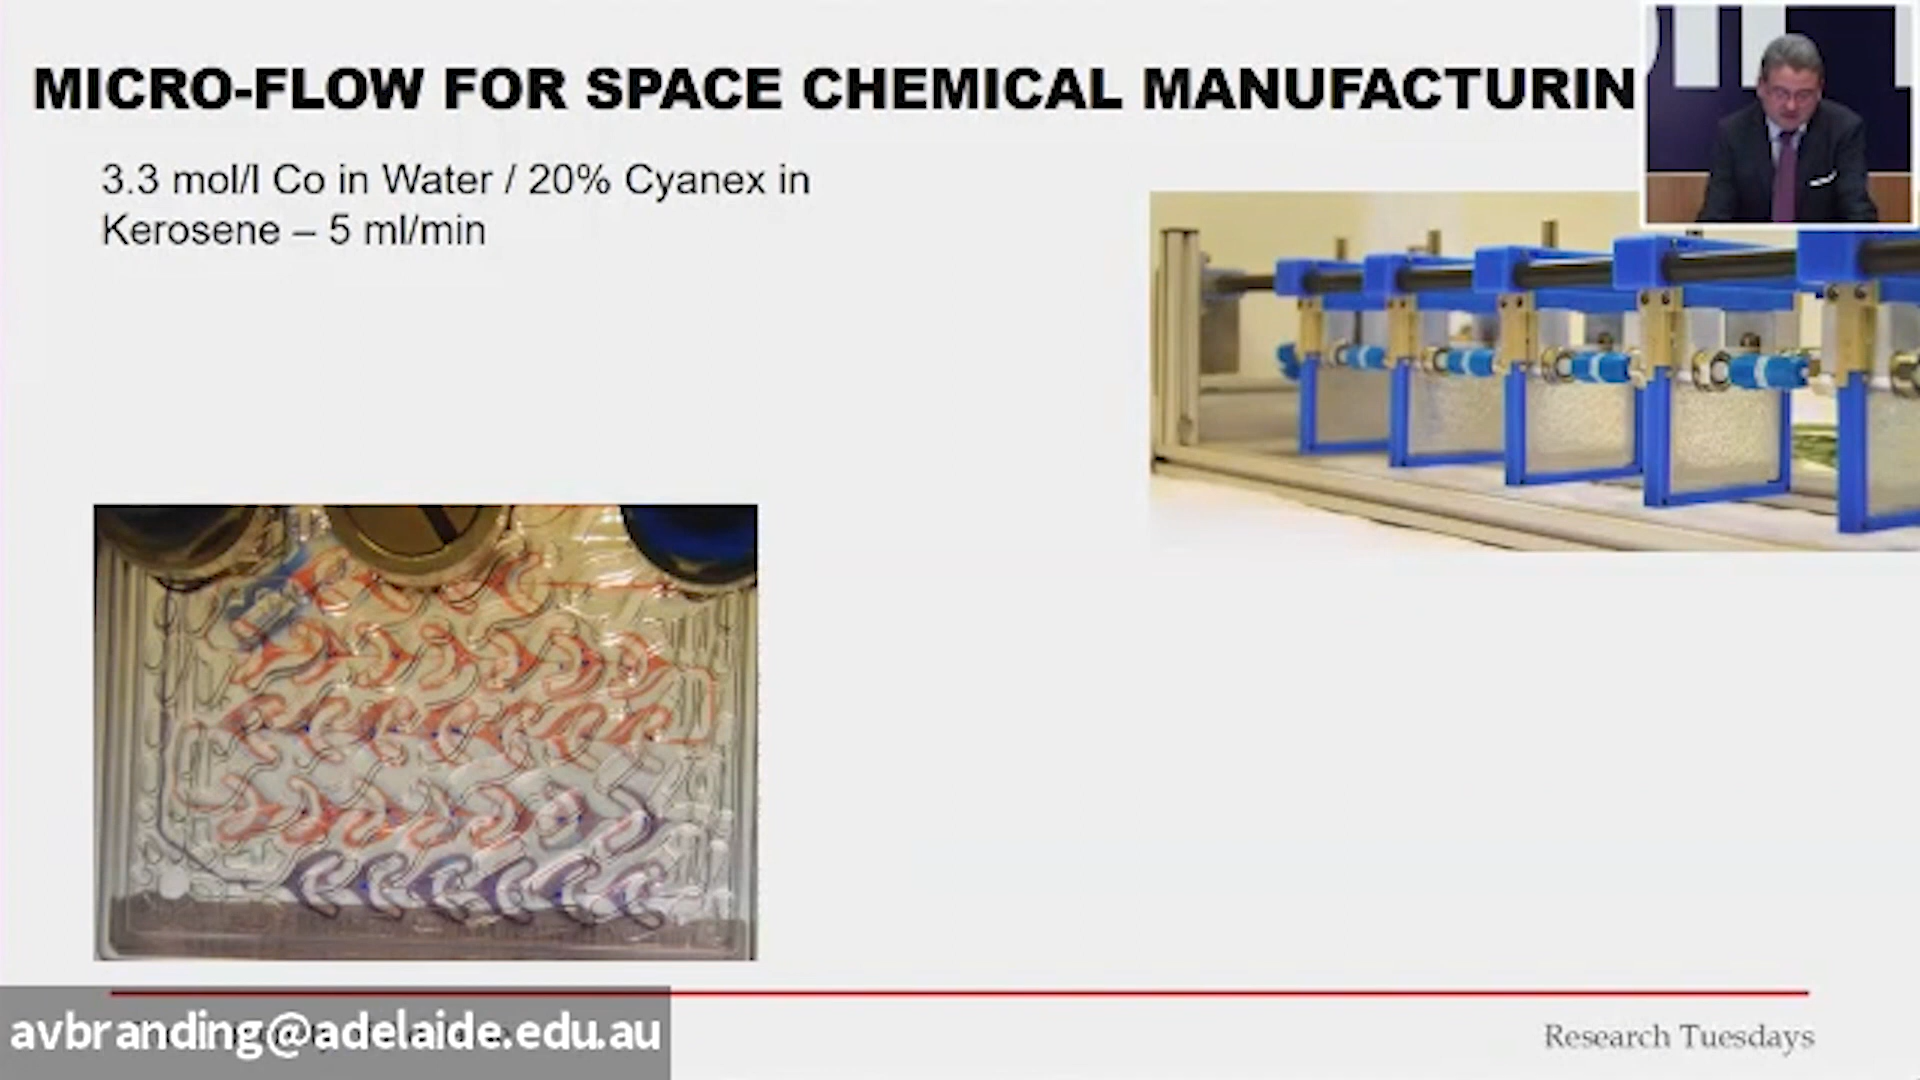 MICRO-FLOW FOR SPACE CHEMICAL MANUFACTURIN
3.3 mol/l Co in Water / 20% Cyanex in
Kerosene – 5 ml/min
avbranding@adelaide.edu.au
Research Tuesdays